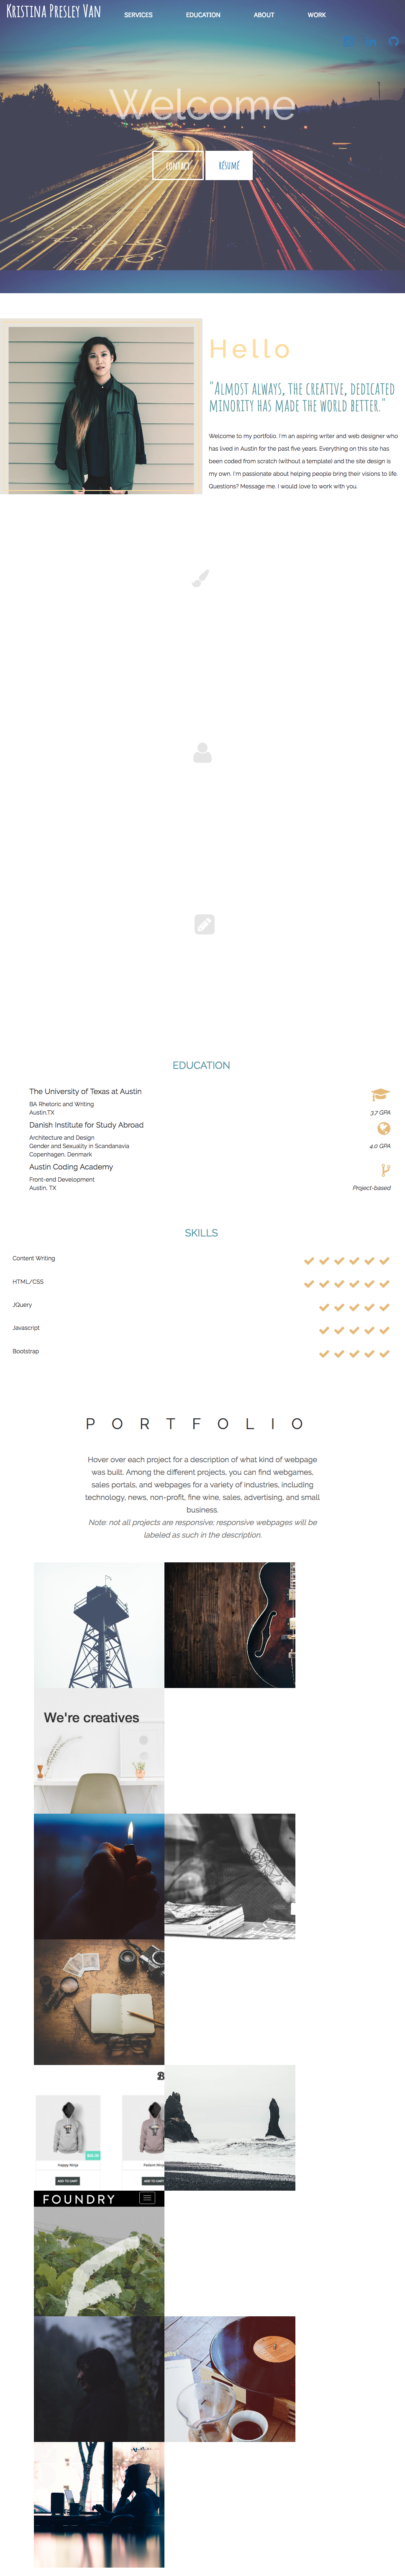 KRISTINA PRESLEY VAN
SERVICES
EDUCATION
ABOUT
WORK
Welcome
CONTACT
RÉSUMÉ
Hello
"ALMOST ALWAYS, THE CREATIVE, DEDICATED
MINORITY HAS MADE THE WORLD BETTER."
Welcome to my portfolio. I'm an aspiring writer and web designer who
has lived in Austin for the past five years. Everything on this site has
been coded from scratch (without a template) and the site design is
my own. I'm passionate about helping people bring their visions to life.
Questions? Message me. I would love to work with you.
EDUCATION
The University of Texas at Austin
BA Rhetoric and Writing
Austin,TX
3.7 GPA
Danish Institute for Study Abroad
Architecture and Design
Gender and Sexuality in Scandanavia
Copenhagen, Denmark
4.0 GPA
Austin Coding Academy
Front-end Development
Austin, TX
Project-based
SKILLS
Content Writing
HTML/CSS
JQuery
Javascript
Bootstrap
PORTFOLIO
Hover over each project for a description of what kind of webpage
was built. Among the different projects, you can find webgames,
sales portals, and webpages for a variety of industries, including
technology, news, non-profit, fine wine, sales, advertising, and small
business.
Note: not all projects are responsive; responsive webpages will be
labeled as such in the description.
We're creatives
Happy Ninja
Patient Ninja
ADD TO CART
ADD TO CART
FOUNDRY